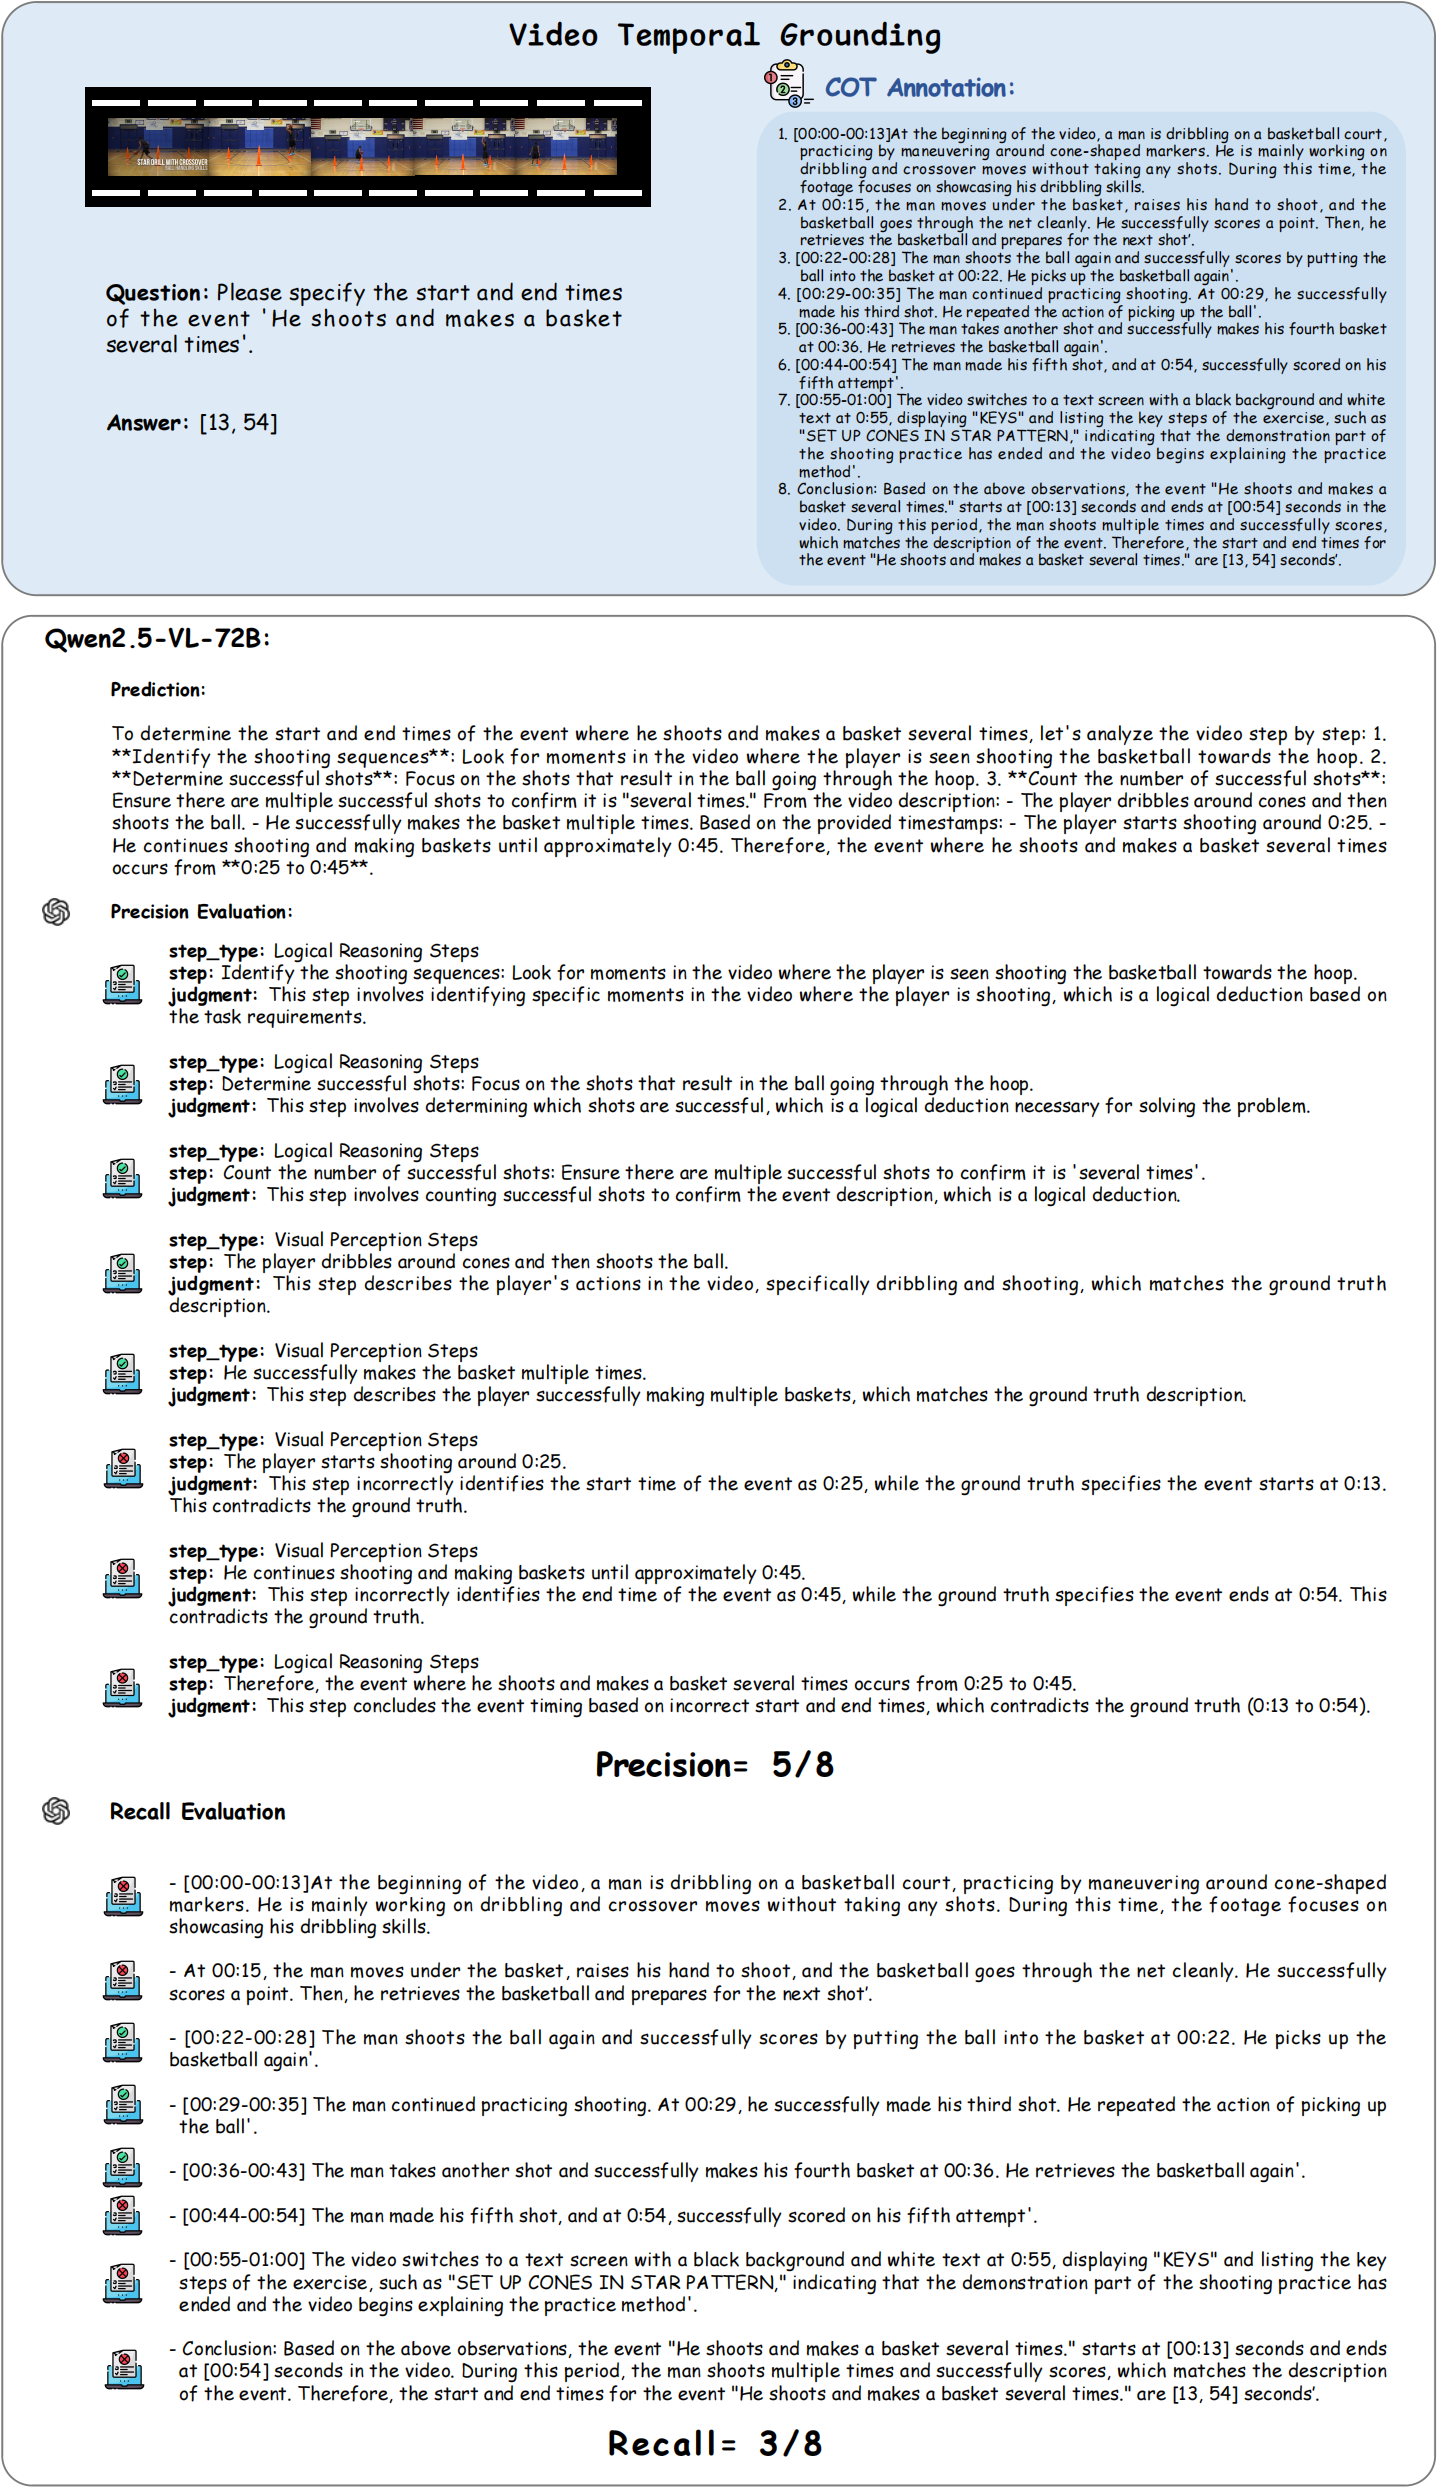 Video Temporal Grounding
STAR DRILL WITH CROSSOVER
BALL HANDLING SKILLS
Question: Please specify the start and end times
of the event 'He shoots and makes a basket
several times'.
Answer: [13, 54]
COT Annotation:
1. [00:00-00:13]At the beginning of the video, a man is dribbling on a basketball court,
practicing by maneuvering around cone-shaped markers. He is mainly working on
dribbling and crossover moves without taking any shots. During this time, the
footage focuses on showcasing his dribbling skills.
2. At 00:15, the man moves under the basket, raises his hand to shoot, and the
basketball goes through the net cleanly. He successfully scores a point. Then, he
retrieves the basketball and prepares for the next shot'.
3. [00:22-00:28] The man shoots the ball again and successfully scores by putting the
ball into the basket at 00:22. He picks up the basketball again'.
4. [00:29-00:35] The man continued practicing shooting. At 00:29, he successfully
made his third shot. He repeated the action of picking up the ball'.
5. [00:36-00:43] The man takes another shot and successfully makes his fourth basket
at 00:36. He retrieves the basketball again'.
6. [00:44-00:54] The man made his fifth shot, and at 0:54, successfully scored on his
fifth attempt'.
7. [00:55-01:00] The video switches to a text screen with a black background and white
text at 0:55, displaying "KEYS" and listing the key steps of the exercise, such as
"SET UP CONES IN STAR PATTERN," indicating that the demonstration part of
the shooting practice has ended and the video begins explaining the practice
method'.
8. Conclusion: Based on the above observations, the event "He shoots and makes a
basket several times." starts at [00:13] seconds and ends at [00:54] seconds in the
video. During this period, the man shoots multiple times and successfully scores,
which matches the description of the event. Therefore, the start and end times for
the event "He shoots and makes a basket several times." are [13, 54] seconds'.
Qwen2.5-VL-72B:
Prediction:
To determine the start and end times of the event where he shoots and makes a basket several times, let's analyze the video step by step: 1.
**Identify the shooting sequences**: Look for moments in the video where the player is seen shooting the basketball towards the hoop. 2.
**Determine successful shots**: Focus on the shots that result in the ball going through the hoop. 3. **Count the number of successful shots**:
Ensure there are multiple successful shots to confirm it is "several times." From the video description: - The player dribbles around cones and then
shoots the ball. - He successfully makes the basket multiple times. Based on the provided timestamps: - The player starts shooting around 0:25. -
He continues shooting and making baskets until approximately 0:45. Therefore, the event where he shoots and makes a basket several times
occurs from **0:25 to 0:45**.
Precision Evaluation:
step_type: Logical Reasoning Steps
step: Identify the shooting sequences: Look for moments in the video where the player is seen shooting the basketball towards the hoop.
judgment: This step involves identifying specific moments in the video where the player is shooting, which is a logical deduction based on
the task requirements.
step_type: Logical Reasoning Steps
step: Determine successful shots: Focus on the shots that result in the ball going through the hoop.
judgment: This step involves determining which shots are successful, which is a logical deduction necessary for solving the problem.
step_type: Logical Reasoning Steps
step: Count the number of successful shots: Ensure there are multiple successful shots to confirm it is 'several times'.
judgment: This step involves counting successful shots to confirm the event description, which is a logical deduction.
step_type: Visual Perception Steps
step: The player dribbles around cones and then shoots the ball.
judgment: This step describes the player's actions in the video, specifically dribbling and shooting, which matches the ground truth
description.
step_type: Visual Perception Steps
step: He successfully makes the basket multiple times.
judgment: This step describes the player successfully making multiple baskets, which matches the ground truth description.
step_type: Visual Perception Steps
step: The player starts shooting around 0:25.
judgment: This step incorrectly identifies the start time of the event as 0:25, while the ground truth specifies the event starts at 0:13.
This contradicts the ground truth.
step_type: Visual Perception Steps
step: He continues shooting and making baskets until approximately 0:45.
judgment: This step incorrectly identifies the end time of the event as 0:45, while the ground truth specifies the event ends at 0:54. This
contradicts the ground truth.
step_type: Logical Reasoning Steps
step: Therefore, the event where he shoots and makes a basket several times occurs from 0:25 to 0:45.
judgment: This step concludes the event timing based on incorrect start and end times, which contradicts the ground truth (0:13 to 0:54).
Precision= 5/8
Recall Evaluation
- [00:00-00:13]At the beginning of the video, a man is dribbling on a basketball court, practicing by maneuvering around cone-shaped
markers. He is mainly working on dribbling and crossover moves without taking any shots. During this time, the footage focuses on
showcasing his dribbling skills.
- At 00:15, the man moves under the basket, raises his hand to shoot, and the basketball goes through the net cleanly. He successfully
scores a point. Then, he retrieves the basketball and prepares for the next shot'.
- [00:22-00:28] The man shoots the ball again and successfully scores by putting the ball into the basket at 00:22. He picks up the
basketball again'.
- [00:29-00:35] The man continued practicing shooting. At 00:29, he successfully made his third shot. He repeated the action of picking up
the ball'.
- [00:36-00:43] The man takes another shot and successfully makes his fourth basket at 00:36. He retrieves the basketball again'.
- [00:44-00:54] The man made his fifth shot, and at 0:54, successfully scored on his fifth attempt'.
- [00:55-01:00] The video switches to a text screen with a black background and white text at 0:55, displaying "KEYS" and listing the key
steps of the exercise, such as "SET UP CONES IN STAR PATTERN," indicating that the demonstration part of the shooting practice has
ended and the video begins explaining the practice method'.
- Conclusion: Based on the above observations, the event "He shoots and makes a basket several times." starts at [00:13] seconds and ends
at [00:54] seconds in the video. During this period, the man shoots multiple times and successfully scores, which matches the description
of the event. Therefore, the start and end times for the event "He shoots and makes a basket several times." are [13, 54] seconds'.
Recall= 3/8